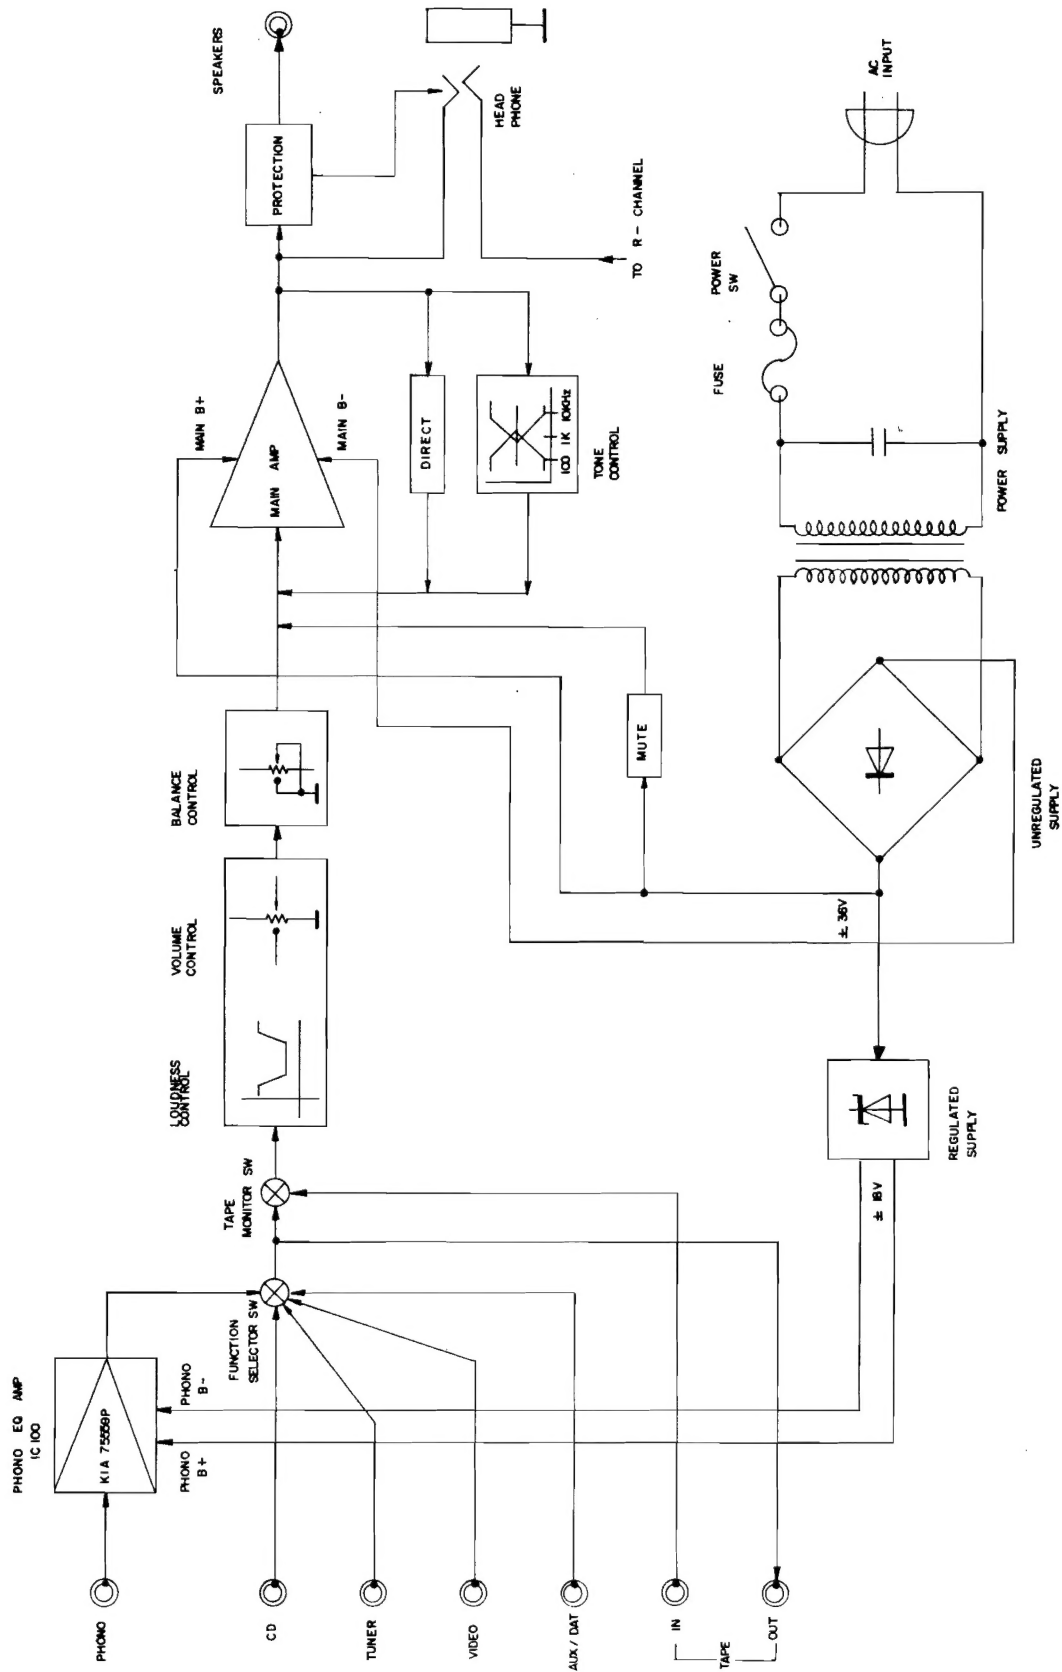 PHONO EQ AMP
IC 100
KIA 75559P
PHONO
B+
PHONO
B-
PHONO
FUNCTION
SELECTOR SW
TAPE
MONITOR SW
LOUDNESS
CONTROL
VOLUME
CONTROL
BALANCE
CONTROL
MAIN AMP
MAIN B+
MAIN B-
PROTECTION
SPEAKERS
HEAD
PHONE
TO R - CHANNEL
DIRECT
100 1K 10KHz
TONE
CONTROL
MUTE
CD
TUNER
VIDEO
AUX / DAT
IN
OUT
TAPE
± 18V
REGULATED
SUPPLY
± 36V
UNREGULATED
SUPPLY
POWER SUPPLY
FUSE
POWER
SW
AC
INPUT